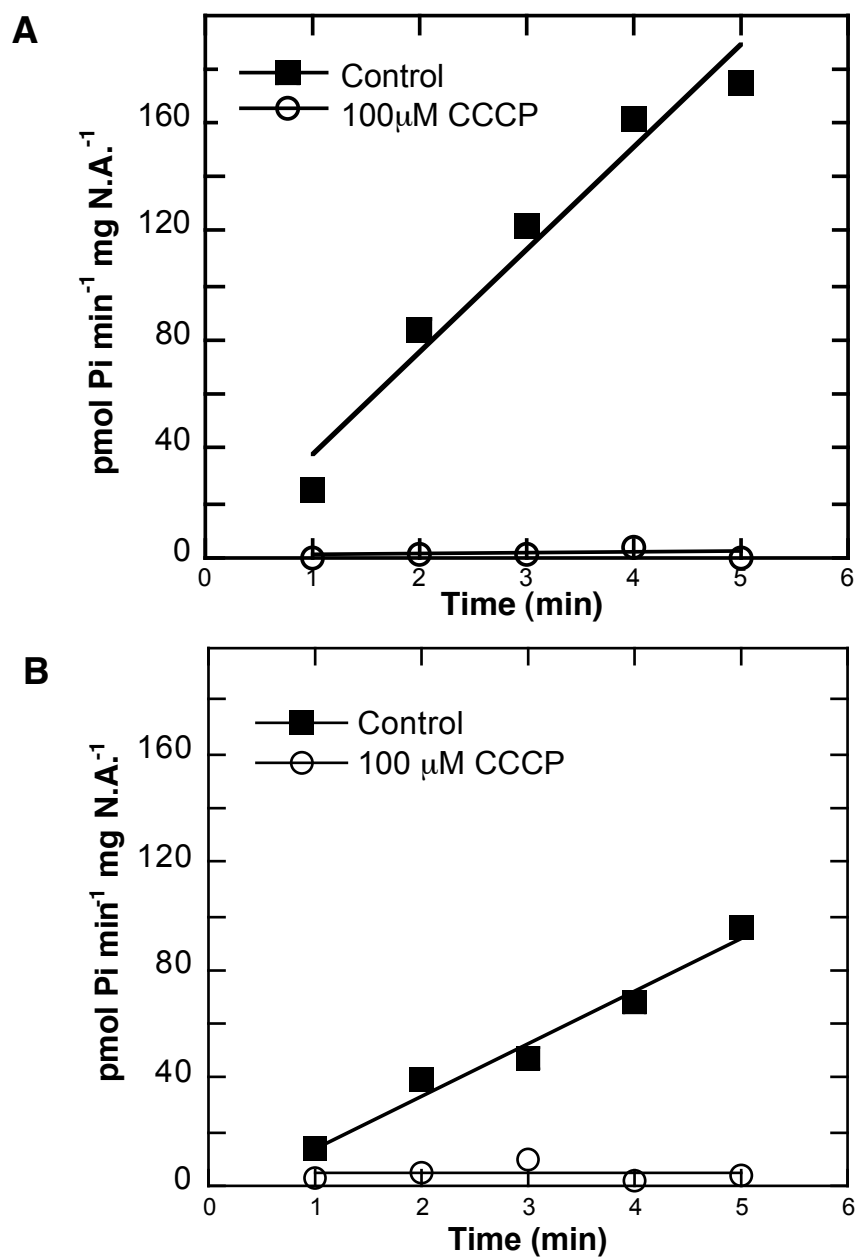 A
Control
100μM CCCP
160
120
80
40
0
pmol Pi min-1 mg N.A.-1
0 1 2 3 4 5 6
Time (min)
B
Control
100 μM CCCP
160
120
80
40
0
pmol Pi min-1 mg N.A.-1
0 1 2 3 4 5 6
Time (min)